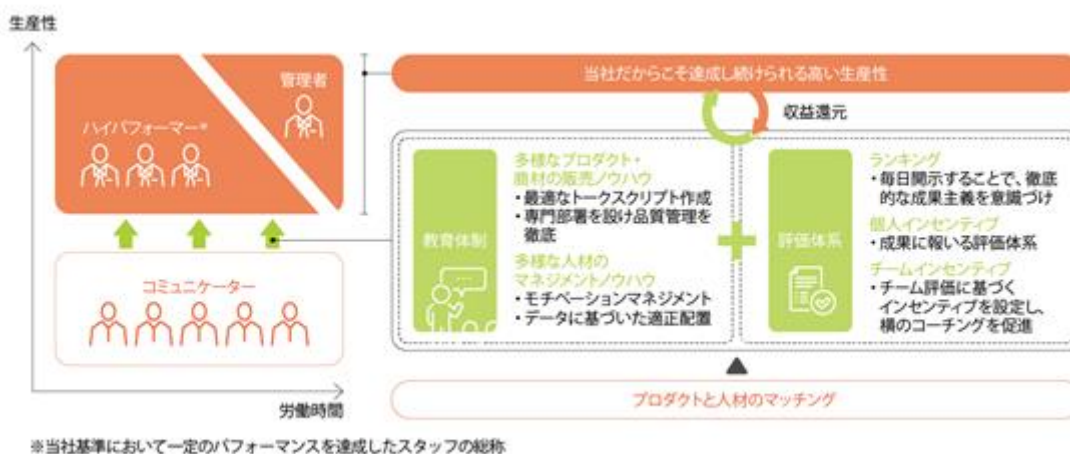 生産性
管理者
ハイパフォーマー※
コミュニケーター
労働時間
当社だからこそ達成し続けられる高い生産性
収益還元
教育体制
多様なプロダクト・
商材の販売ノウハウ
・最適なトークスクリプト作成
・専門部署を設け品質管理を
徹底
多様な人材の
マネジメントノウハウ
・モチベーションマネジメント
・データに基づいた適正配置
評価体系
ランキング
・毎日開示することで、徹底
的な成果主義を意識づけ
個人インセンティブ
・成果に報いる評価体系
チームインセンティブ
・チーム評価に基づく
インセンティブを設定し、
横のコーチングを促進
プロダクトと人材のマッチング
※当社基準において一定のパフォーマンスを達成したスタッフの総称